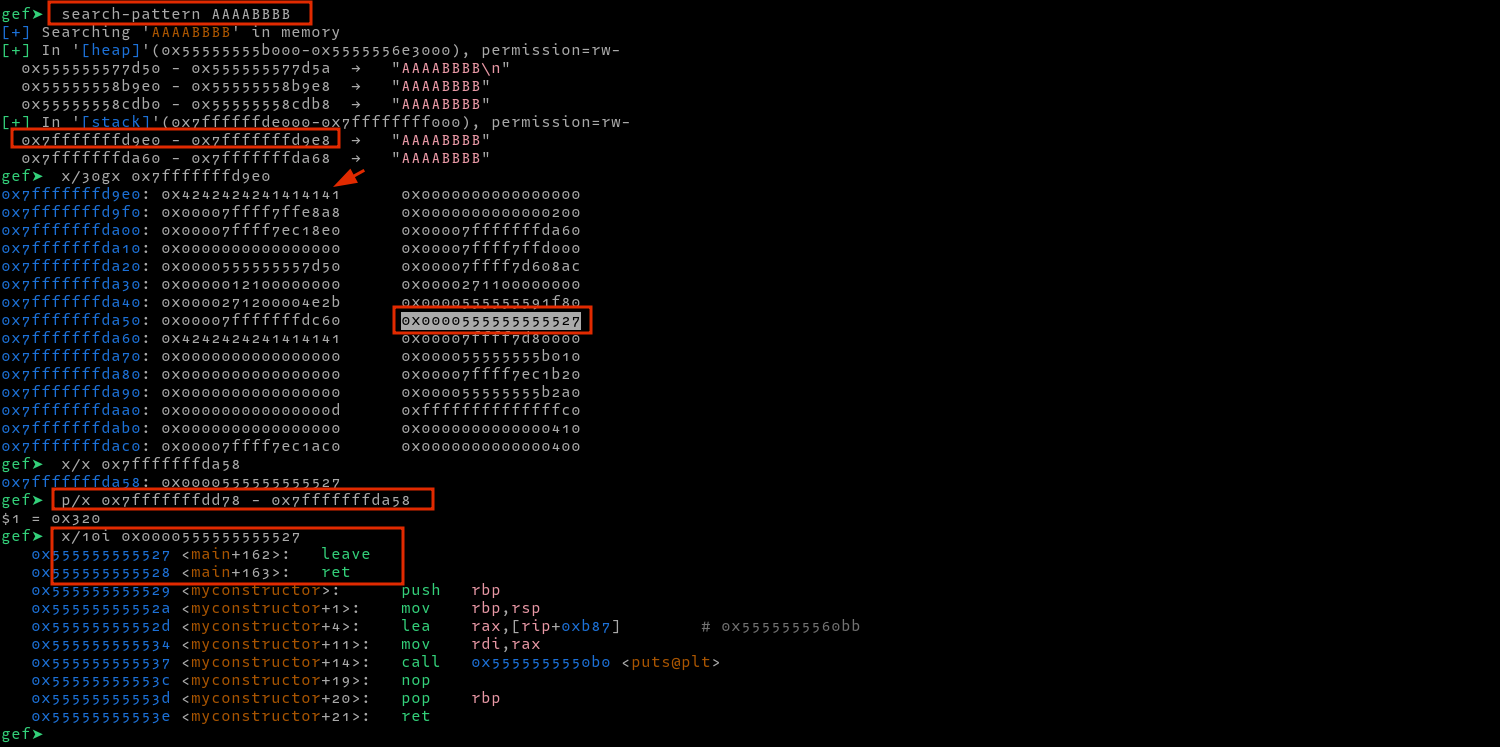 gef➤ search-pattern AAAABBBB
[+] Searching 'AAAABBBB' in memory
[+] In '[heap]'(0x55555555b000-0x5555556e3000), permission=rw-
0x555555577d50 - 0x555555577d5a → "AAAABBBB\n"
0x55555558b9e0 - 0x55555558b9e8 → "AAAABBBB"
0x55555558cdb0 - 0x55555558cdb8 → "AAAABBBB"
[+] In '[stack]'(0x7ffffffde000-0x7ffffffff000), permission=rw-
0x7fffffffd9e0 - 0x7fffffffd9e8 → "AAAABBBB"
0x7fffffffda60 - 0x7fffffffda68 → "AAAABBBB"
gef➤ x/30gx 0x7fffffffd9e0
0x7fffffffd9e0: 0x4242424241414141 0x0000000000000000
0x7fffffffd9f0: 0x00007ffff7ffe8a8 0x0000000000000200
0x7fffffffda00: 0x00007ffff7ec18e0 0x00007fffffffda60
0x7fffffffda10: 0x0000000000000000 0x00007ffff7ffd000
0x7fffffffda20: 0x0000555555557d50 0x00007ffff7d608ac
0x7fffffffda30: 0x0000012100000000 0x0000271100000000
0x7fffffffda40: 0x0000271200004e2b 0x0000555555591f80
0x7fffffffda50: 0x00007fffffffdc60 0x0000555555555527
0x7fffffffda60: 0x4242424241414141 0x00007ffff7d80000
0x7fffffffda70: 0x0000000000000000 0x000055555555b010
0x7fffffffda80: 0x0000000000000000 0x00007ffff7ec1b20
0x7fffffffda90: 0x0000000000000000 0x000055555555b2a0
0x7fffffffdaa0: 0x000000000000000d 0xffffffffffffffc0
0x7fffffffdab0: 0x0000000000000000 0x0000000000000410
0x7fffffffdac0: 0x00007ffff7ec1ac0 0x0000000000000400
gef➤ x/x 0x7fffffffda58
0x7fffffffda58: 0x0000555555555527
gef➤ p/x 0x7fffffffdd78 - 0x7fffffffda58
$1 = 0x320
gef➤ x/10i 0x0000555555555527
0x555555555527 <main+162>: leave
0x555555555528 <main+163>: ret
0x555555555529 <myconstructor>: push rbp
0x55555555552a <myconstructor+1>: mov rbp,rsp
0x55555555552d <myconstructor+4>: lea rax,[rip+0xb87] # 0x5555555560bb
0x555555555534 <myconstructor+11>: mov rdi,rax
0x555555555537 <myconstructor+14>: call 0x5555555550b0 <puts@plt>
0x55555555553c <myconstructor+19>: nop
0x55555555553d <myconstructor+20>: pop rbp
0x55555555553e <myconstructor+21>: ret
gef➤